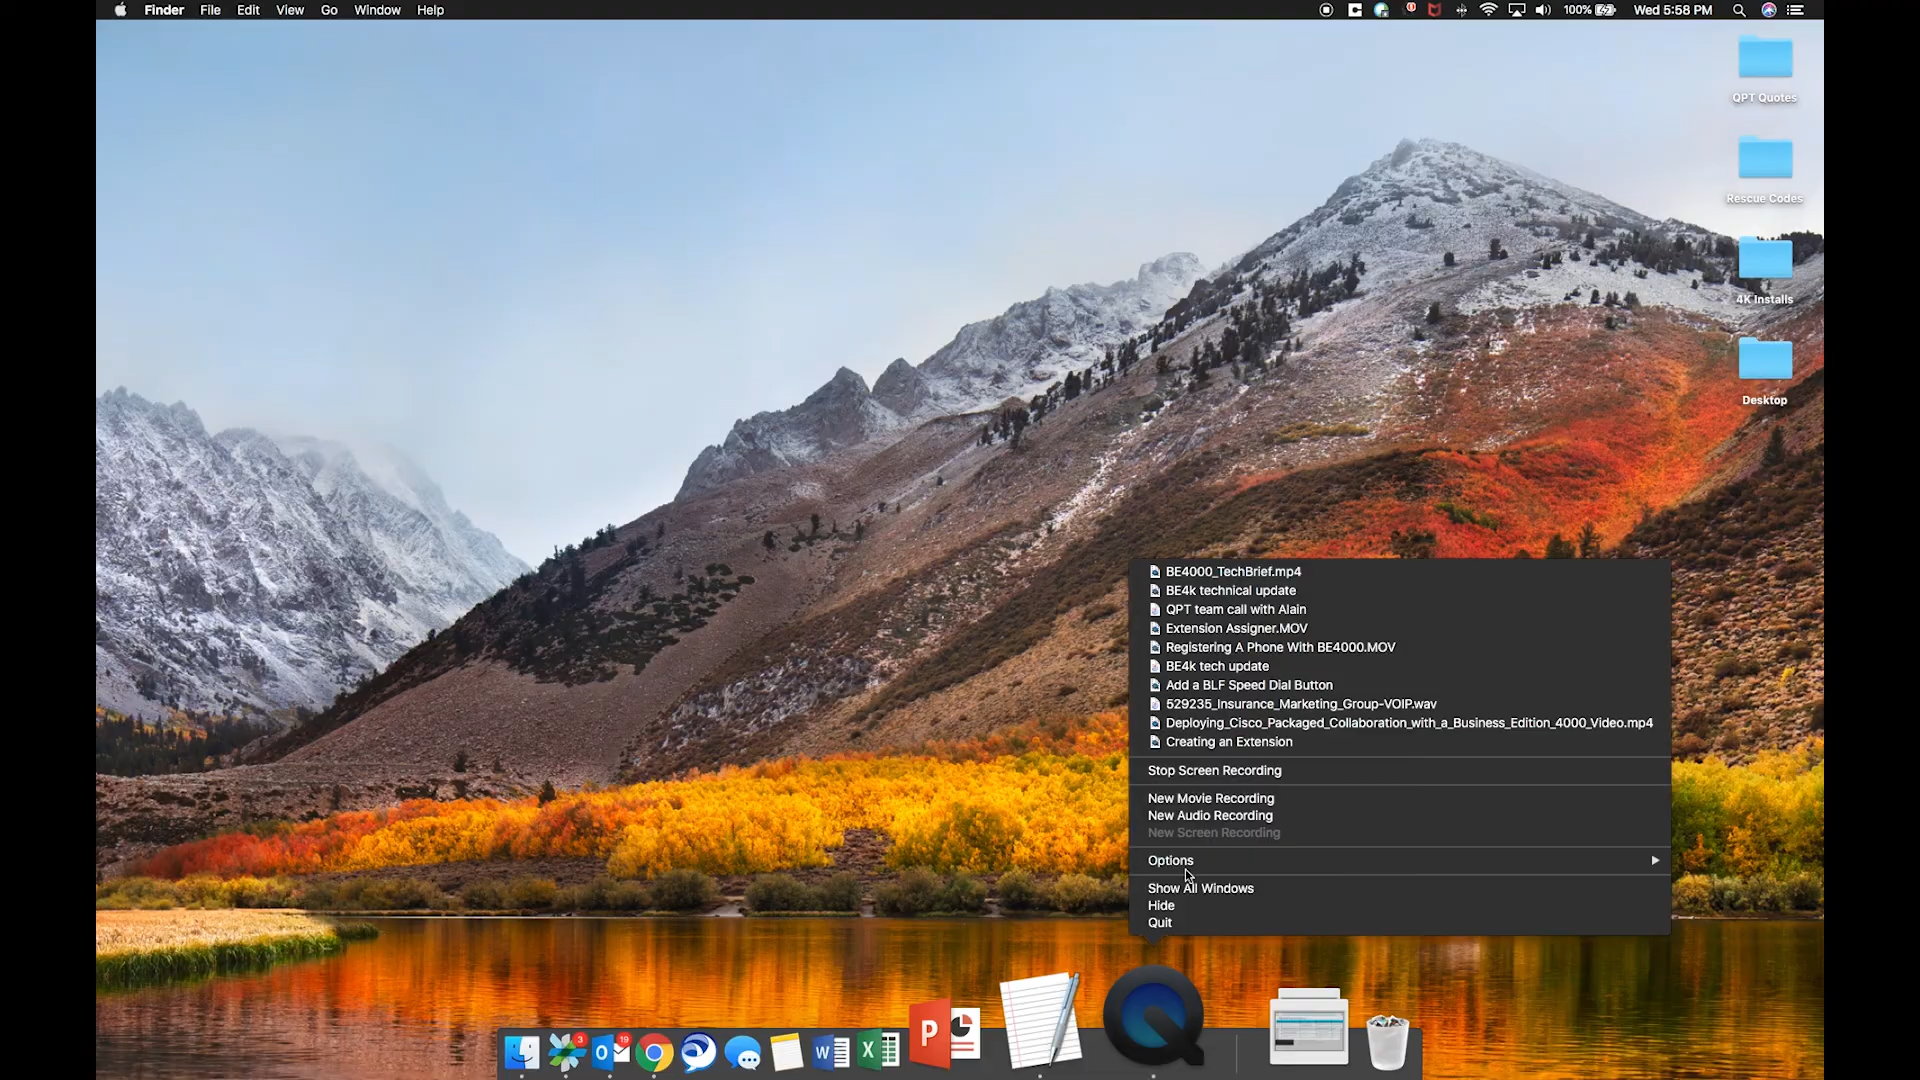 Finder File Edit View Go Window Help
100% Wed 5:58 PM
QPT Quotes
Rescue Codes
4K Installs
Desktop
BE4000_TechBrief.mp4
BE4k technical update
QPT team call with Alain
Extension Assigner.MOV
Registering A Phone With BE4000.MOV
BE4k tech update
Add a BLF Speed Dial Button
529235_Insurance_Marketing_Group-VOIP.wav
Deploying_Cisco_Packaged_Collaboration_with_a_Business_Edition_4000_Video.mp4
Creating an Extension
Stop Screen Recording
New Movie Recording
New Audio Recording
New Screen Recording
Options
Show All Windows
Hide
Quit
3
19
O
W
X
P